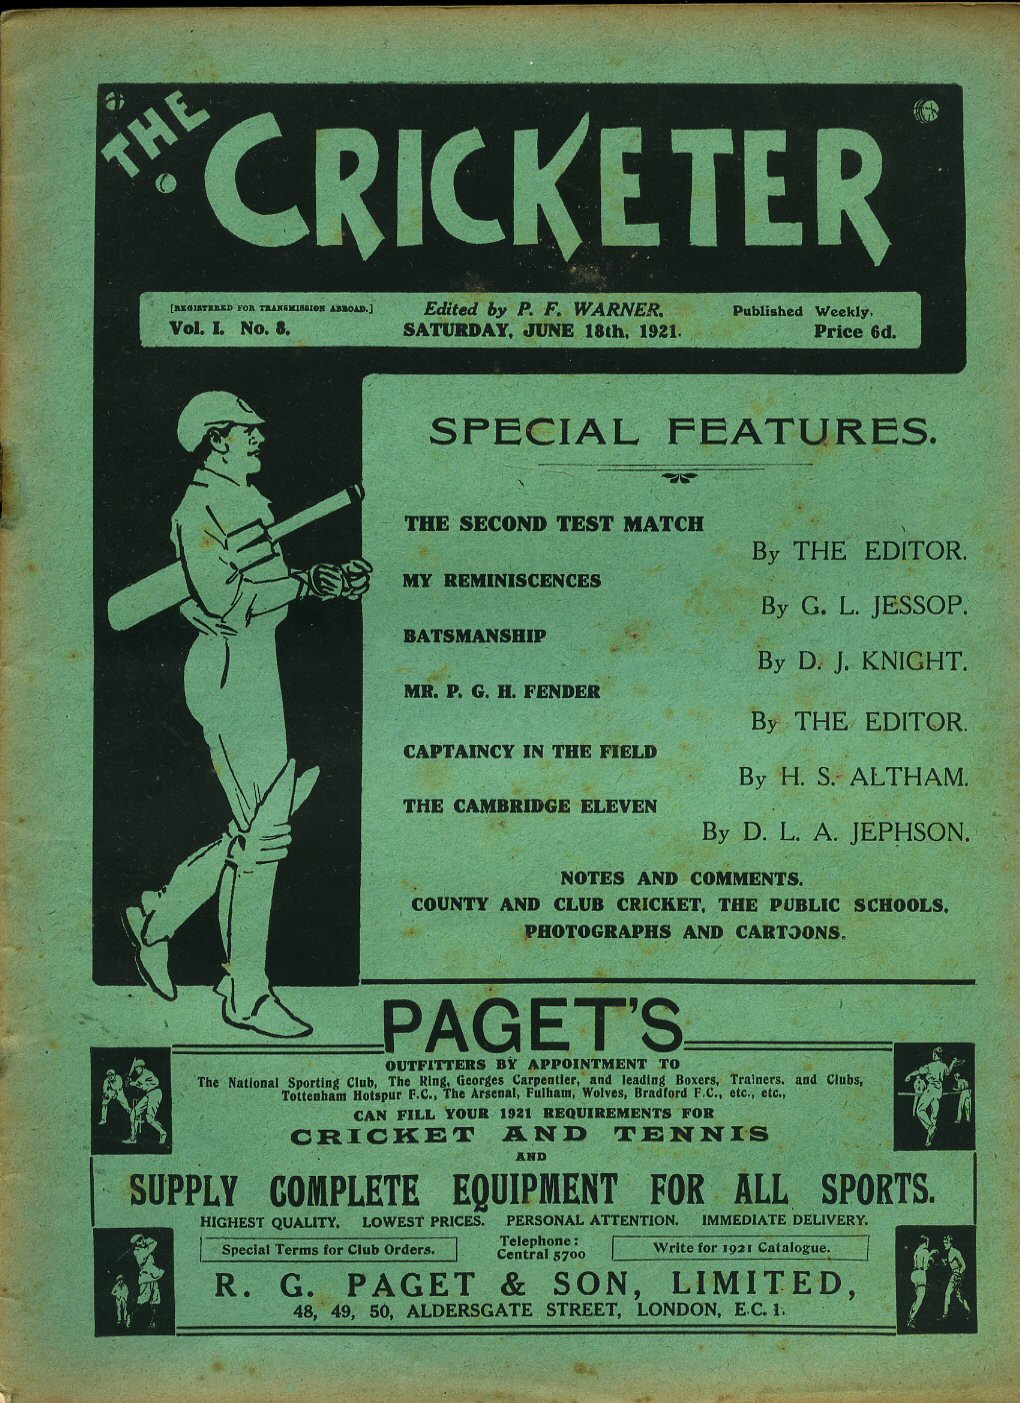 THE
CRICKETER
[REGISTERED FOR TRANSMISSION ABROAD.]
Edited by P. F. WARNER.
Published Weekly.
Vol. I. No. 8.
SATURDAY, JUNE 18th, 1921.
Price 6d.
SPECIAL FEATURES.
THE SECOND TEST MATCH
By THE EDITOR.
MY REMINISCENCES
By G. L. JESSOP.
BATSMANSHIP
By D. J. KNIGHT.
MR. P. G. H. FENDER
By THE EDITOR.
CAPTAINCY IN THE FIELD
By H. S. ALTHAM.
THE CAMBRIDGE ELEVEN
By D. L. A. JEPHSON.
NOTES AND COMMENTS.
COUNTY AND CLUB CRICKET, THE PUBLIC SCHOOLS.
PHOTOGRAPHS AND CARTOONS.
PAGET'S
OUTFITTERS BY APPOINTMENT TO
The National Sporting Club, The Ring, Georges Carpentier, and leading Boxers, Trainers, and Clubs,
Tottenham Hotspur F.C., The Arsenal, Fulham, Wolves, Bradford F.C., etc., etc.,
CAN FILL YOUR 1921 REQUIREMENTS FOR
CRICKET AND TENNIS
AND
SUPPLY COMPLETE EQUIPMENT FOR ALL SPORTS.
HIGHEST QUALITY. LOWEST PRICES. PERSONAL ATTENTION. IMMEDIATE DELIVERY.
Special Terms for Club Orders.
Telephone:
Central 5700
Write for 1921 Catalogue.
R. G. PAGET & SON, LIMITED,
48, 49, 50, ALDERSGATE STREET, LONDON, E.C. 1.